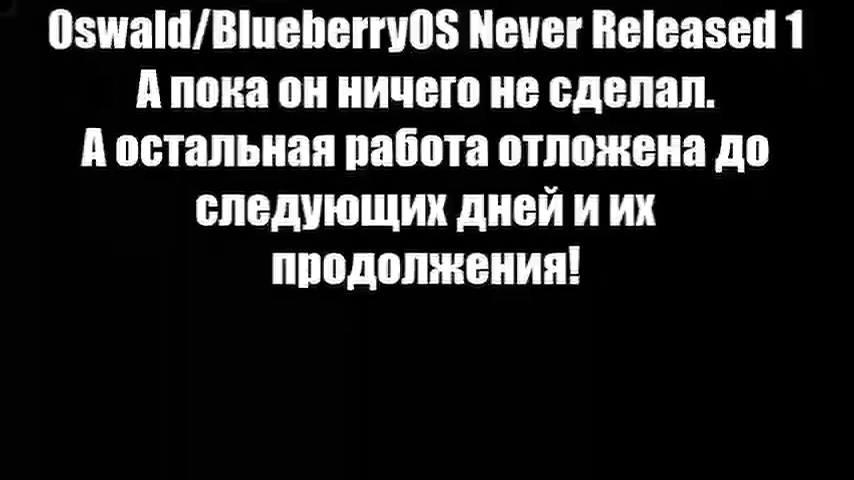 Oswald/BlueberryOS Never Released 1
А пока он ничего не сделал.
А остальная работа отложена до
следующих дней и их
продолжения!